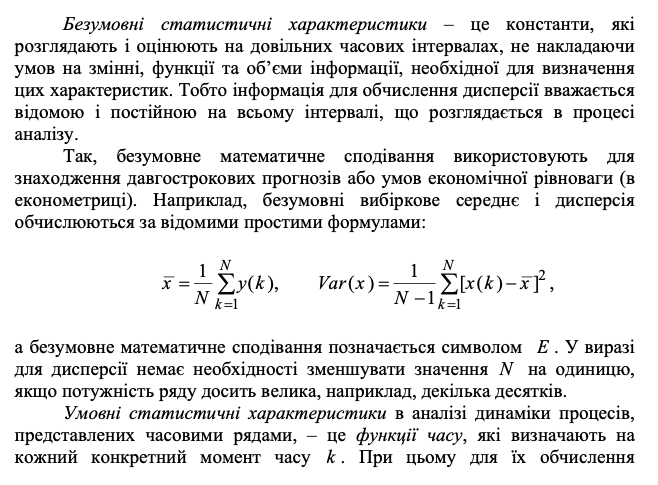 Безумовні статистичні характеристики – це константи, які
розглядають і оцінюють на довільних часових інтервалах, не накладаючи
умов на змінні, функції та об’єми інформації, необхідної для визначення
цих характеристик. Тобто інформація для обчислення дисперсії вважається
відомою і постійною на всьому інтервалі, що розглядається в процесі
аналізу.
Так, безумовне математичне сподівання використовують для
знаходження давгострокових прогнозів або умов економічної рівноваги (в
економетриці). Наприклад, безумовні вибіркове середнє і дисперсія
обчислюються за відомими простими формулами:
x̅ = 1/N ∑_{k=1}^{N} y(k), Var(x) = 1/(N−1) ∑_{k=1}^{N} [x(k) − x̅]²,
а безумовне математичне сподівання позначається символом E . У виразі
для дисперсії немає необхідності зменшувати значення N на одиницю,
якщо потужність ряду досить велика, наприклад, декілька десятків.
Умовні статистичні характеристики в аналізі динаміки процесів,
представлених часовими рядами, – це функції часу, які визначають на
кожний конкретний момент часу k . При цьому для їх обчислення